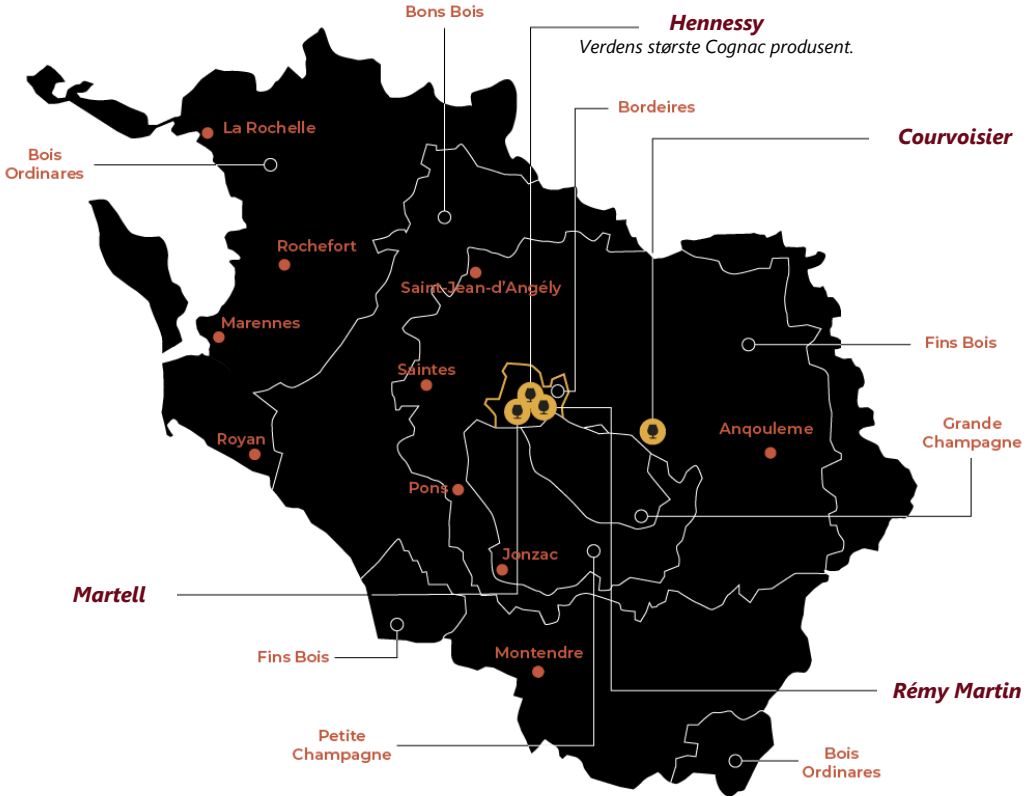 Bons Bois
Hennessy
Verdens største Cognac produsent.
Bordeires
La Rochelle
Courvoisier
Bois
Ordinares
Rochefort
Saint-Jean-d'Angély
Marennes
Fins Bois
Saintes
Grande
Champagne
Anqouleme
Royan
Pons
Jonzac
Martell
Montendre
Fins Bois
Rémy Martin
Petite
Champagne
Bois
Ordinares